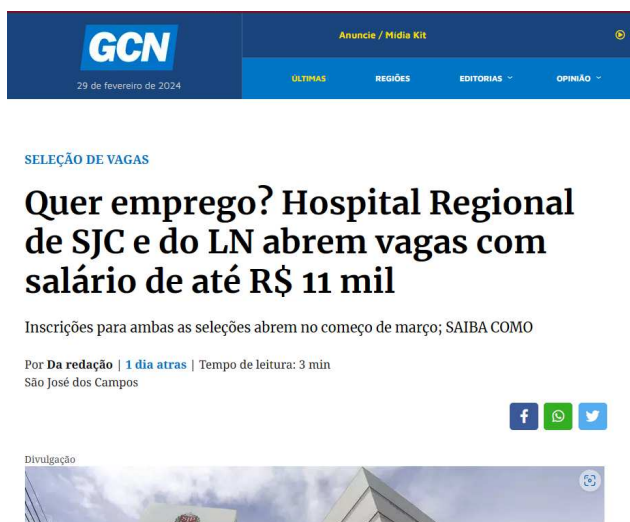 GCN
Anuncie / Mídia Kit
29 de fevereiro de 2024
ÚLTIMAS REGIÕES EDITORIAS OPINIÃO
SELEÇÃO DE VAGAS
Quer emprego? Hospital Regional
de SJC e do LN abrem vagas com
salário de até R$ 11 mil
Inscrições para ambas as seleções abrem no começo de março; SAIBA COMO
Por Da redação | 1 dia atras | Tempo de leitura: 3 min
São José dos Campos
Divulgação